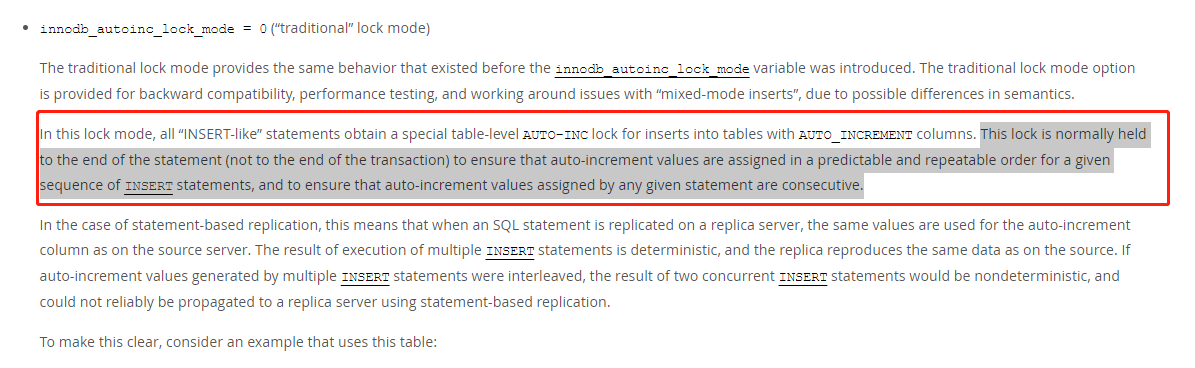 innodb_autoinc_lock_mode = 0 (“traditional” lock mode)
The traditional lock mode provides the same behavior that existed before the innodb_autoinc_lock_mode variable was introduced. The traditional lock mode option
is provided for backward compatibility, performance testing, and working around issues with “mixed-mode inserts”, due to possible differences in semantics.
In this lock mode, all “INSERT-like” statements obtain a special table-level AUTO-INC lock for inserts into tables with AUTO_INCREMENT columns. This lock is normally held
to the end of the statement (not to the end of the transaction) to ensure that auto-increment values are assigned in a predictable and repeatable order for a given
sequence of INSERT statements, and to ensure that auto-increment values assigned by any given statement are consecutive.
In the case of statement-based replication, this means that when an SQL statement is replicated on a replica server, the same values are used for the auto-increment
column as on the source server. The result of execution of multiple INSERT statements is deterministic, and the replica reproduces the same data as on the source. If
auto-increment values generated by multiple INSERT statements were interleaved, the result of two concurrent INSERT statements would be nondeterministic, and
could not reliably be propagated to a replica server using statement-based replication.
To make this clear, consider an example that uses this table: